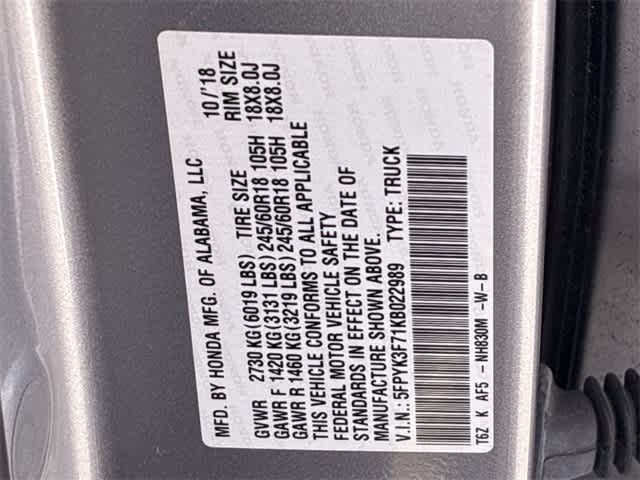 MFD. BY HONDA MFG. OF ALABAMA, LLC 10/'18
GVWR 2730 KG(6019 LBS) TIRE SIZE RIM SIZE
GAWR F 1420 KG(3131 LBS)245/60R18 105H 18X8.0J
GAWR R 1460 KG(3219 LBS)245/60R18 105H 18X8.0J
THIS VEHICLE CONFORMS TO ALL APPLICABLE
FEDERAL MOTOR VEHICLE SAFETY
STANDARDS IN EFFECT ON THE DATE OF
MANUFACTURE SHOWN ABOVE.
V.I.N.: 5FPYK3F71KB022989 TYPE: TRUCK
T6Z K AF5 - NH830M -W-B